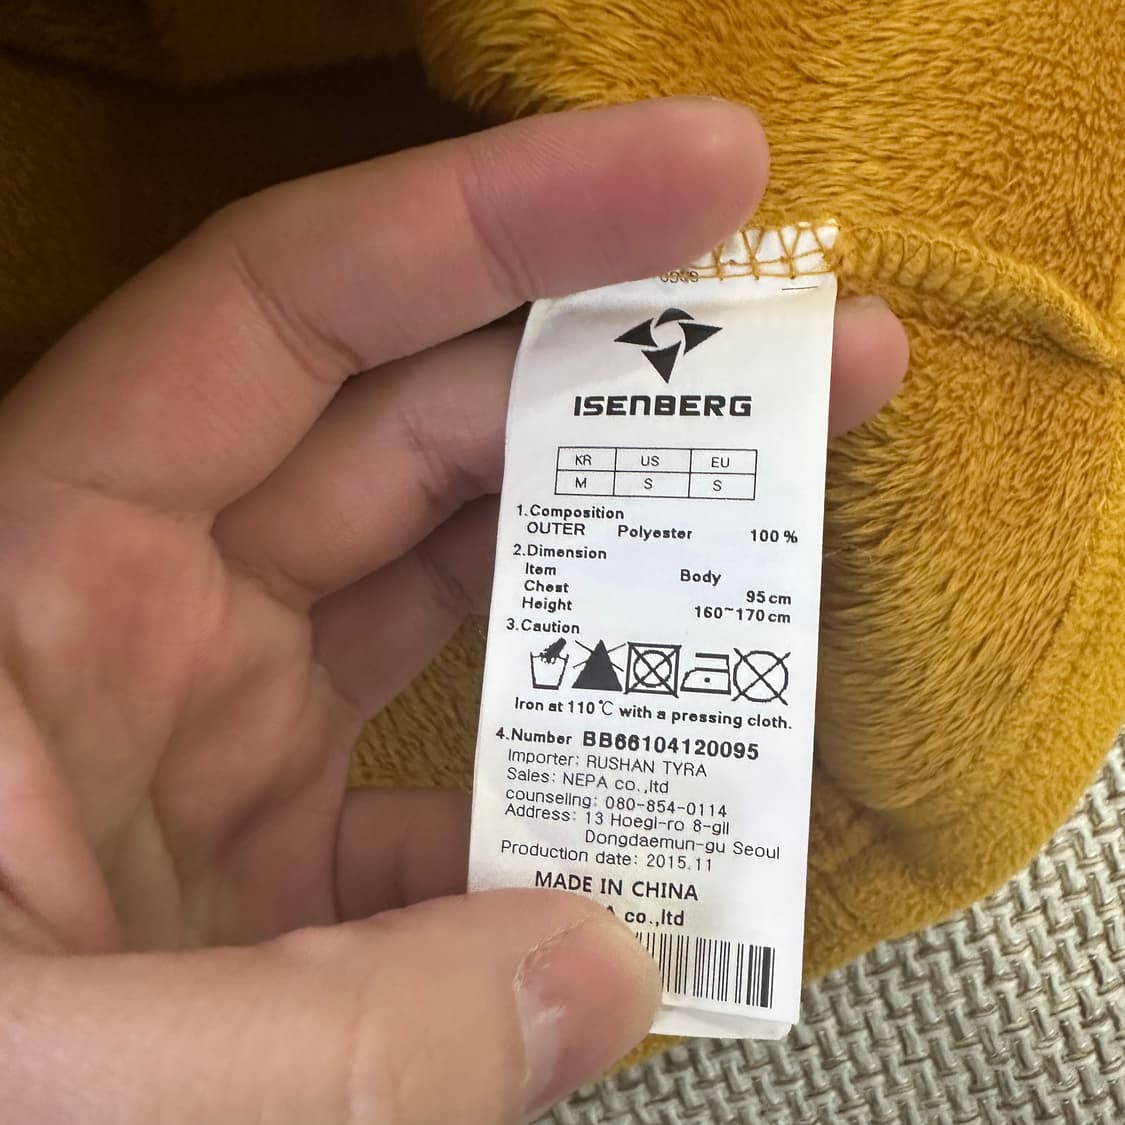 ISENBERG
KR US EU
M S S
1.Composition
OUTER Polyester 100 %
2.Dimension
Item Body
Chest 95 cm
Height 160~170 cm
3.Caution
Iron at 110℃ with a pressing cloth.
4.Number BB66104120095
Importer: RUSHAN TYRA
Sales: NEPA co.,ltd
counseling: 080-854-0114
Address: 13 Hoegi-ro 8-gil
Dongdaemun-gu Seoul
Production date: 2015.11
MADE IN CHINA
co.,ltd